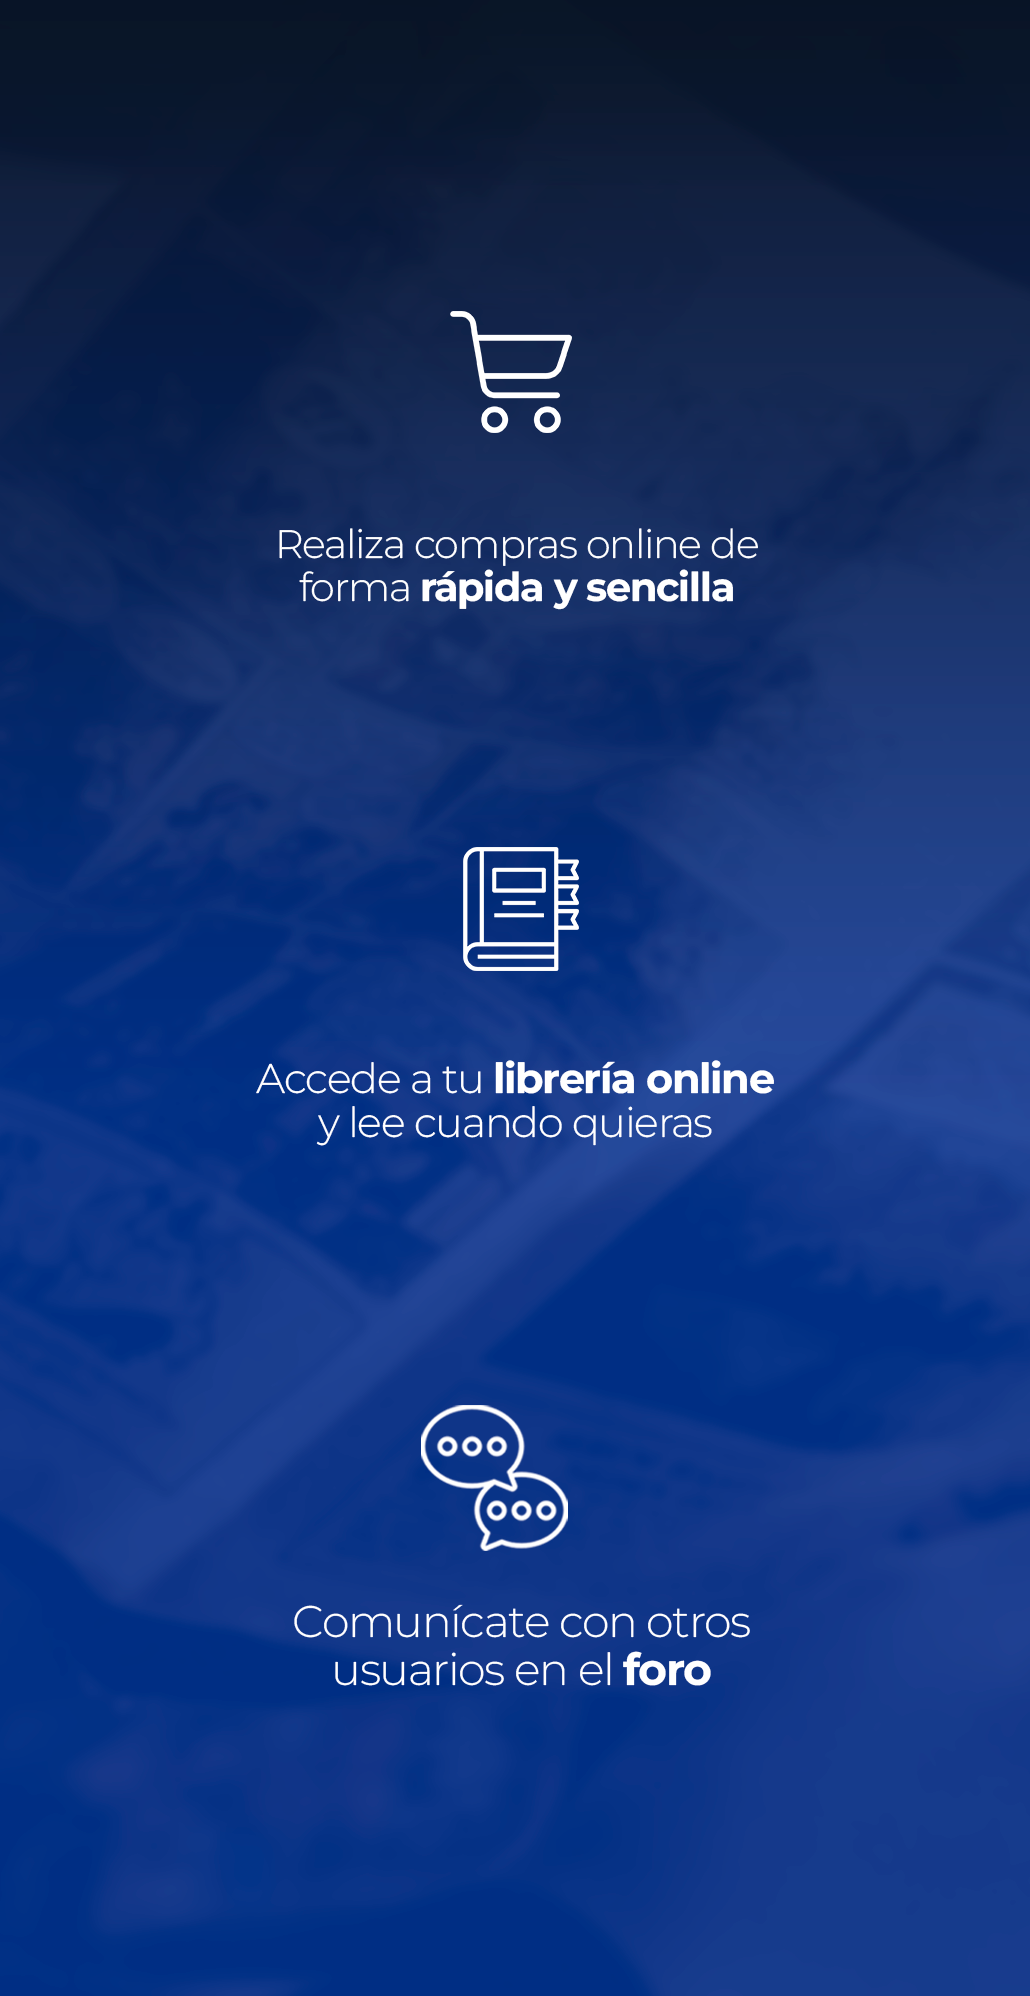 Realiza compras online de
forma rápida y sencilla
Accede a tu librería online
y lee cuando quieras
Comunícate con otros
usuarios en el foro